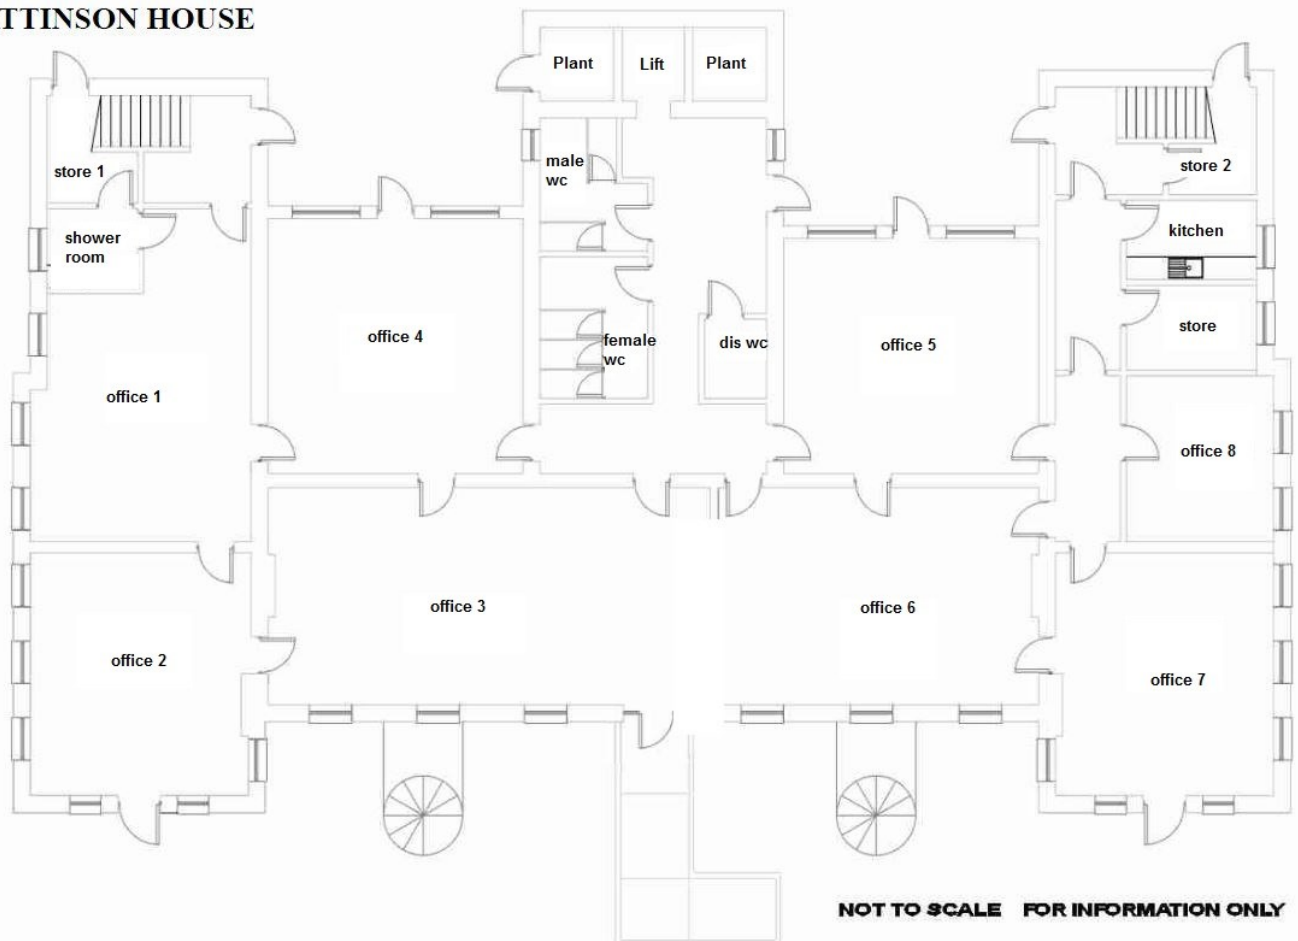 TTINSON HOUSE
Plant
Lift
Plant
male
wc
store 1
store 2
shower
room
kitchen
office 4
female
wc
dis wc
office 5
store
office 1
office 8
office 3
office 6
office 2
office 7
NOT TO SCALE FOR INFORMATION ONLY